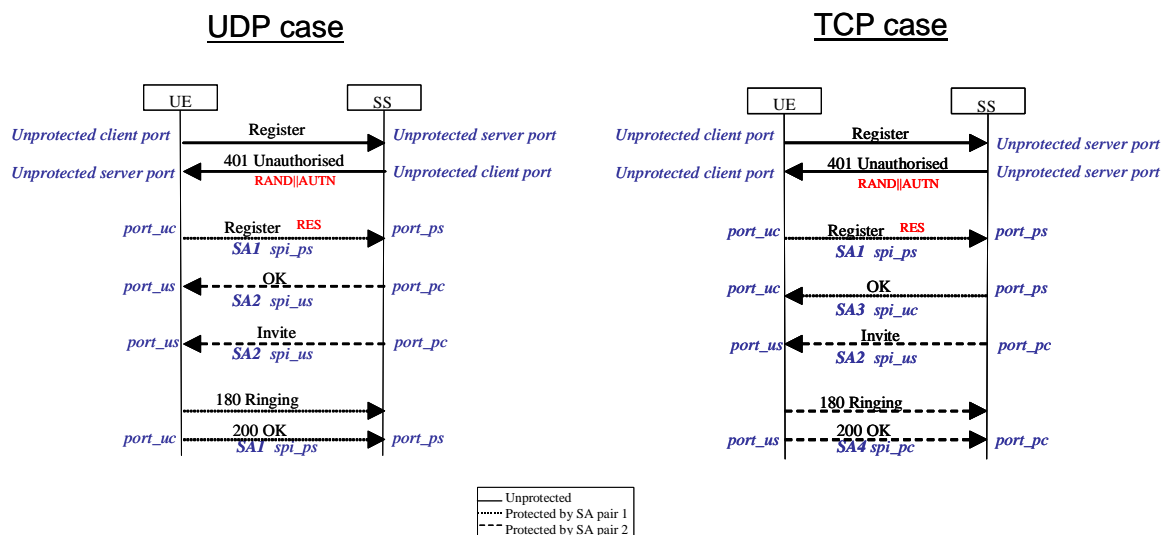 UDP case
UE SS
Unprotected client port Register Unprotected server port
Unprotected server port 401 Unauthorised Unprotected client port
RAND||AUTN
port_uc Register RES port_ps
SA1 spi_ps
port_us OK port_pc
SA2 spi_us
port_us Invite port_pc
SA2 spi_us
180 Ringing
port_uc 200 OK port_ps
SA1 spi_ps
TCP case
UE SS
Unprotected client port Register Unprotected server port
Unprotected client port 401 Unauthorised Unprotected server port
RAND||AUTN
port_uc Register RES port_ps
SA1 spi_ps
port_uc OK port_ps
SA3 spi_uc
port_us Invite port_pc
SA2 spi_us
180 Ringing
port_us 200 OK port_pc
SA4 spi_pc
Unprotected
Protected by SA pair 1
Protected by SA pair 2